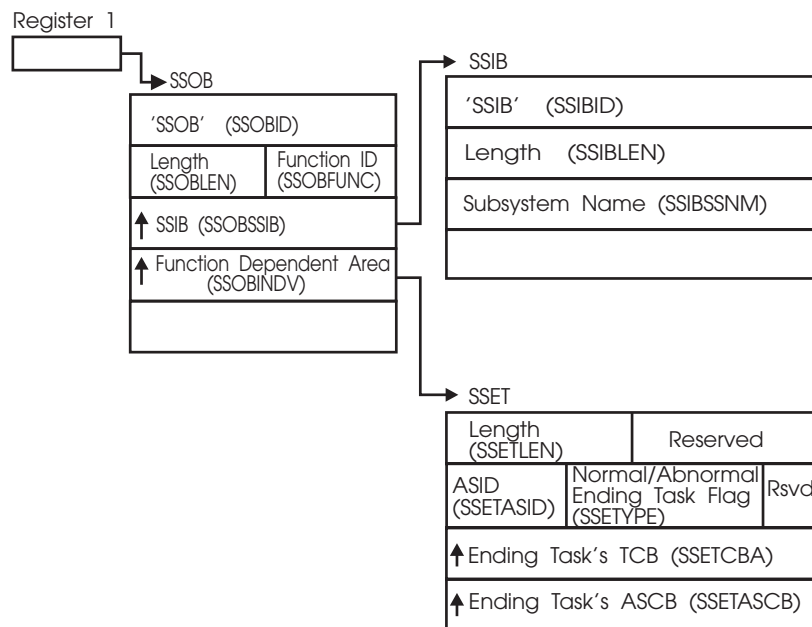 Register 1
SSOB
'SSOB' (SSOBID)
Length
(SSOBLEN)
Function ID
(SSOBFUNC)
SSIB (SSOBSSIB)
Function Dependent Area
(SSOBINDV)
SSIB
'SSIB' (SSIBID)
Length (SSIBLEN)
Subsystem Name (SSIBSSNM)
SSET
Length
(SSETLEN)
Reserved
ASID
(SSETASID)
Normal/Abnormal
Ending Task Flag
(SSETYPE)
Rsvd
Ending Task's TCB (SSETCBA)
Ending Task's ASCB (SSETASCB)